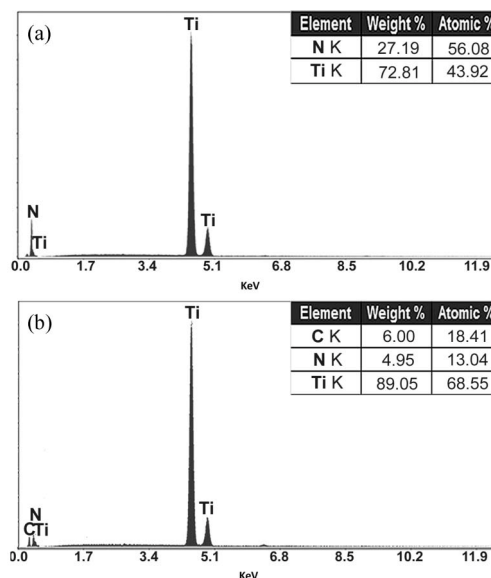 (a)
Ti
Element Weight % Atomic %
N K 27.19 56.08
Ti K 72.81 43.92
N
Ti
Ti
0.0 1.7 3.4 5.1 6.8 8.5 10.2 11.9
KeV
(b)
Ti
Element Weight % Atomic %
C K 6.00 18.41
N K 4.95 13.04
Ti K 89.05 68.55
N
Ti
CTi
0.0 1.7 3.4 5.1 6.8 8.5 10.2 11.9
KeV